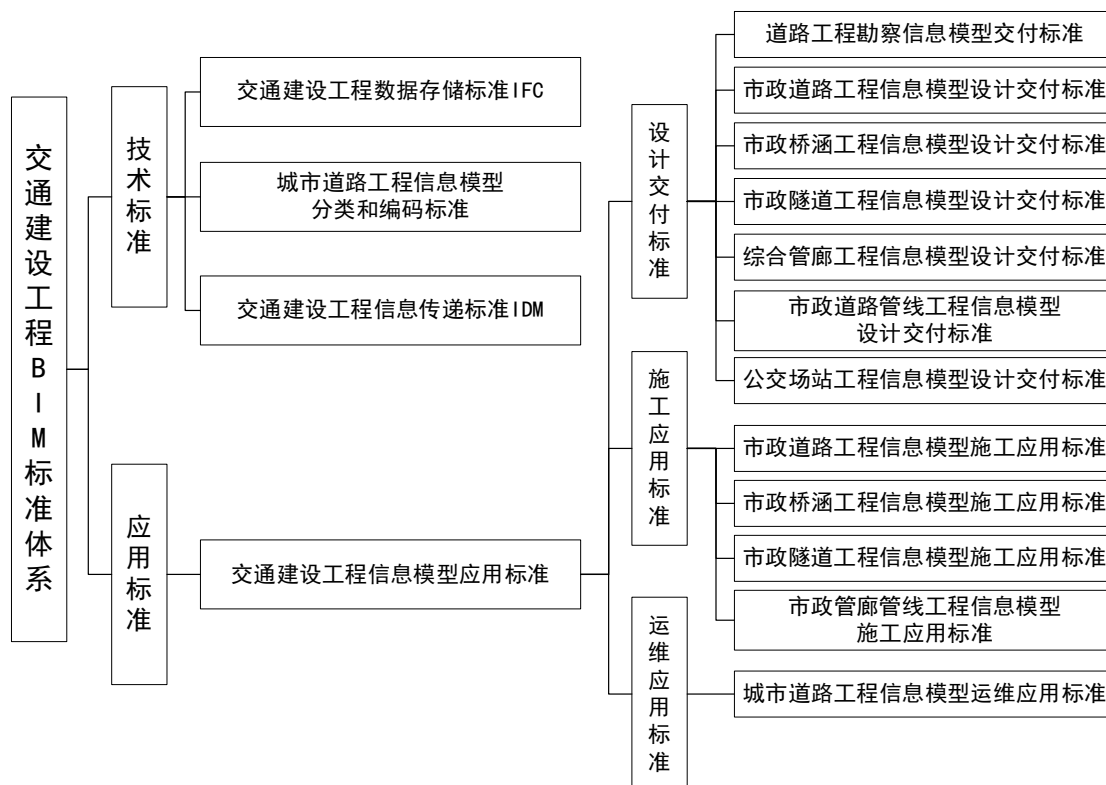 交通建设工程BIM标准体系
技术标准
交通建设工程数据存储标准IFC
城市道路工程信息模型
分类和编码标准
交通建设工程信息传递标准IDM
应用标准
交通建设工程信息模型应用标准
设计交付标准
道路工程勘察信息模型交付标准
市政道路工程信息模型设计交付标准
市政桥涵工程信息模型设计交付标准
市政隧道工程信息模型设计交付标准
综合管廊工程信息模型设计交付标准
市政道路管线工程信息模型
设计交付标准
公交场站工程信息模型设计交付标准
施工应用标准
市政道路工程信息模型施工应用标准
市政桥涵工程信息模型施工应用标准
市政隧道工程信息模型施工应用标准
市政管廊管线工程信息模型
施工应用标准
运维应用标准
城市道路工程信息模型运维应用标准